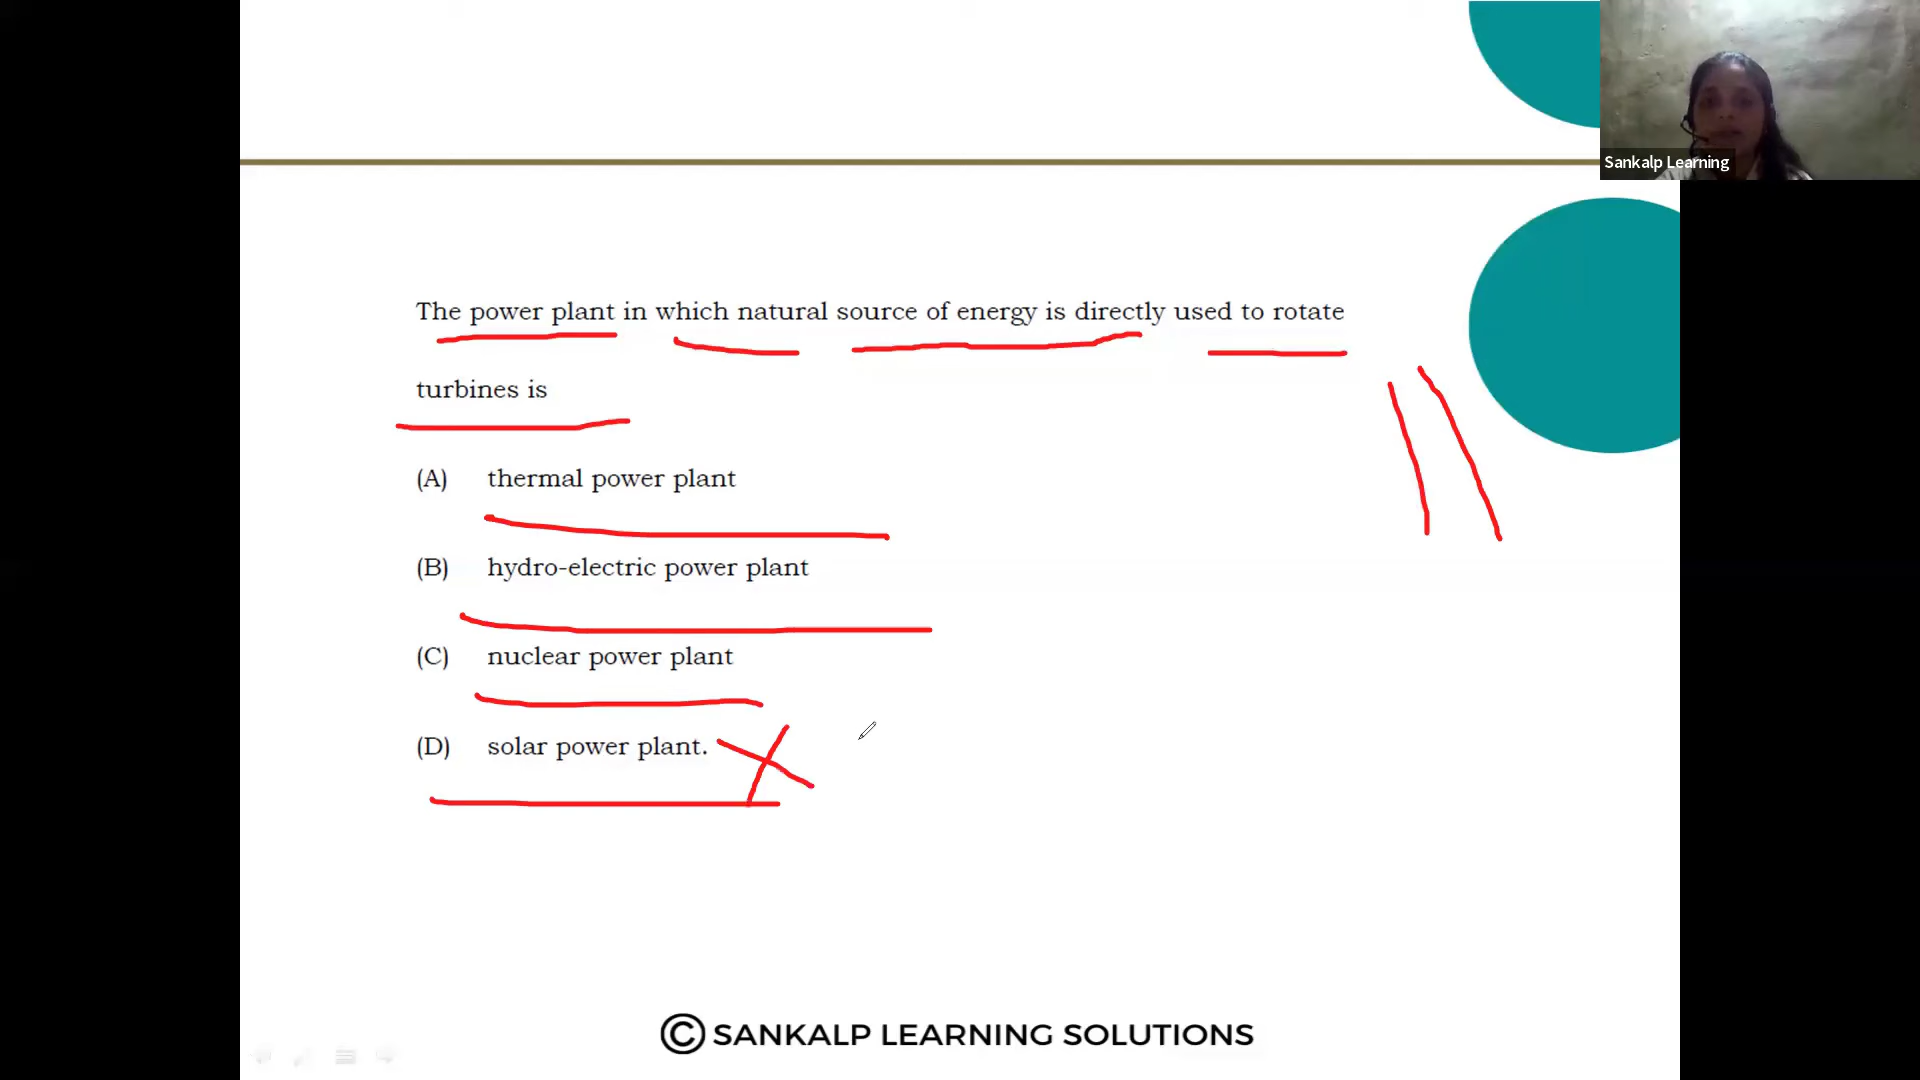 Sankalp Learning
The power plant in which natural source of energy is directly used to rotate
turbines is
(A) thermal power plant
(B) hydro-electric power plant
(C) nuclear power plant
(D) solar power plant.
© SANKALP LEARNING SOLUTIONS